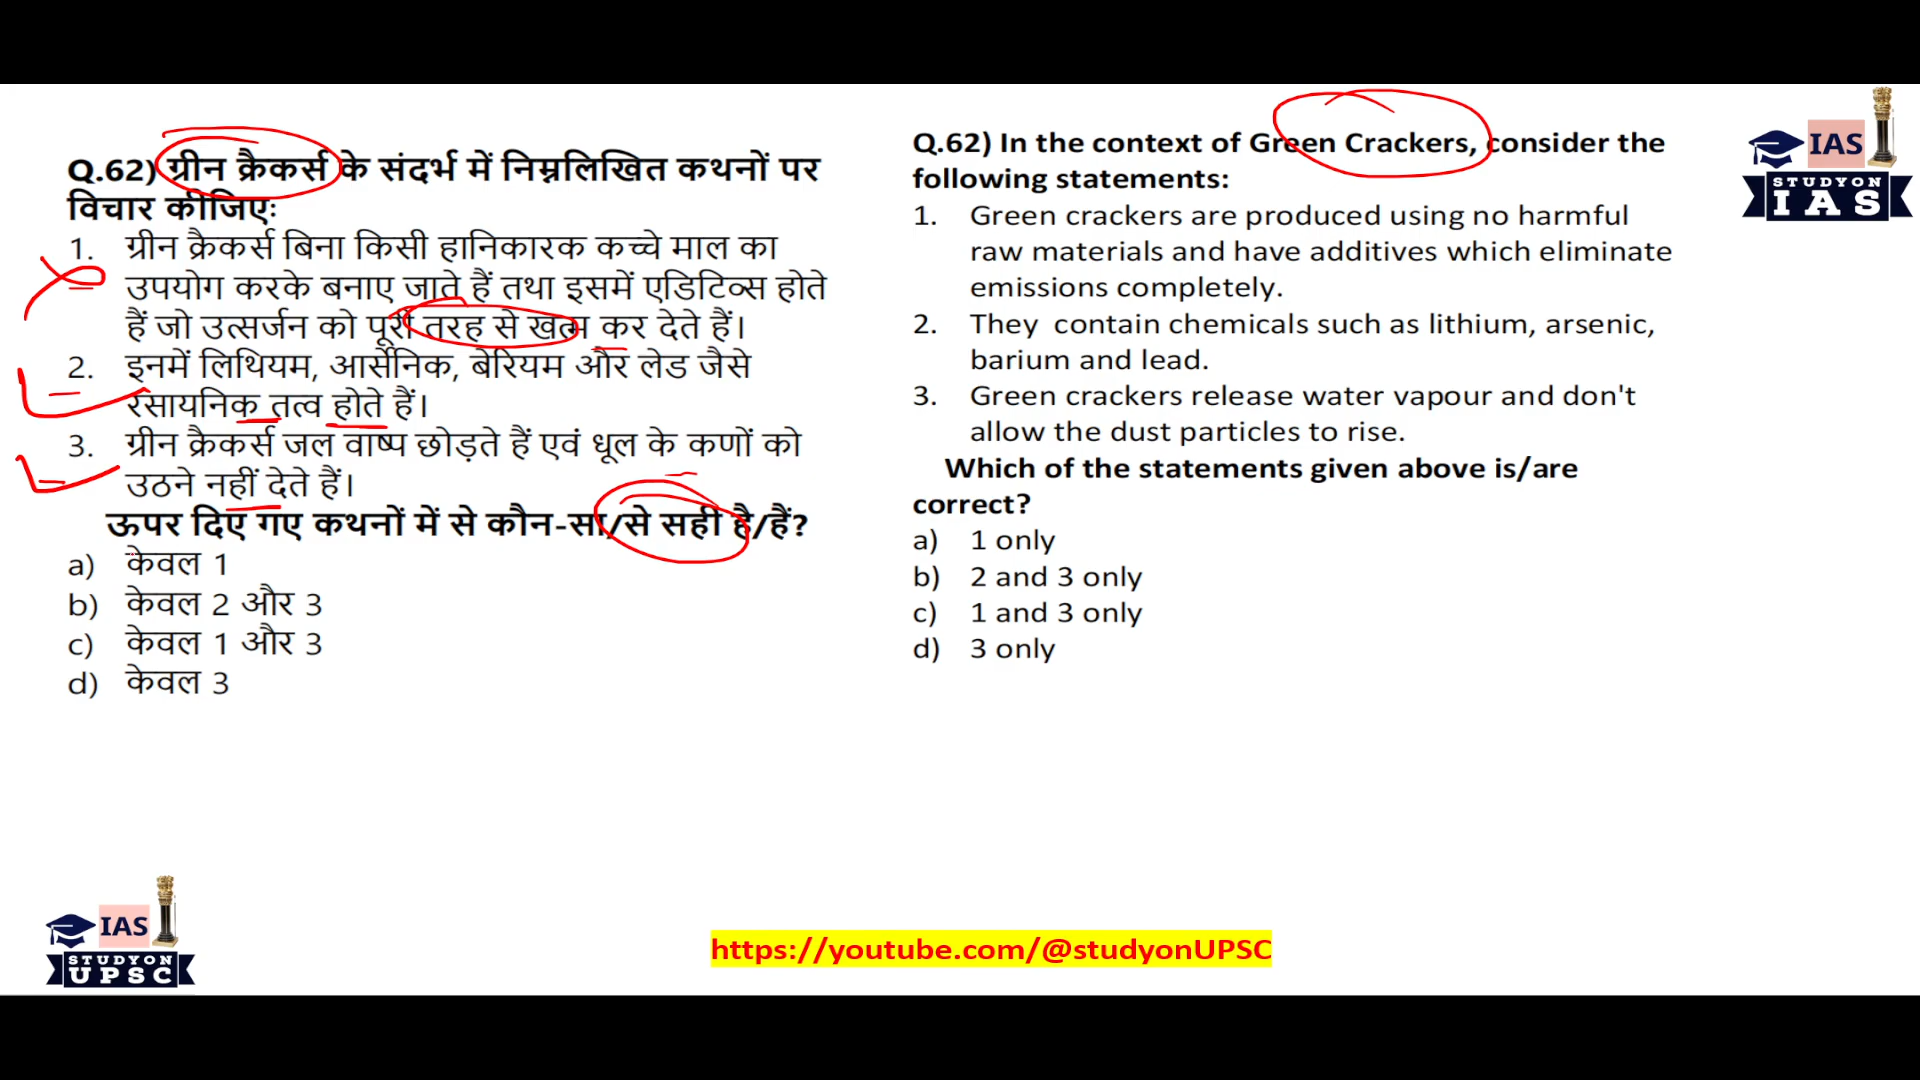 Q.62) ग्रीन क्रैकर्स के संदर्भ में निम्नलिखित कथनों पर
विचार कीजिएः
1. ग्रीन क्रैकर्स बिना किसी हानिकारक कच्चे माल का
उपयोग करके बनाए जाते हैं तथा इसमें एडिटिव्स होते
हैं जो उत्सर्जन को पूरी तरह से खत्म कर देते हैं।
2. इनमें लिथियम, आर्सेनिक, बेरियम और लेड जैसे
रसायनिक तत्व होते हैं।
3. ग्रीन क्रैकर्स जल वाष्प छोड़ते हैं एवं धूल के कणों को
उठने नहीं देते हैं।
ऊपर दिए गए कथनों में से कौन-सा/से सही है/हैं?
a) केवल 1
b) केवल 2 और 3
c) केवल 1 और 3
d) केवल 3
Q.62) In the context of Green Crackers, consider the
following statements:
1. Green crackers are produced using no harmful
raw materials and have additives which eliminate
emissions completely.
2. They contain chemicals such as lithium, arsenic,
barium and lead.
3. Green crackers release water vapour and don't
allow the dust particles to rise.
Which of the statements given above is/are
correct?
a) 1 only
b) 2 and 3 only
c) 1 and 3 only
d) 3 only
IAS
STUDYON
IAS
IAS
STUDYON
UPSC
https://youtube.com/@studyonUPSC